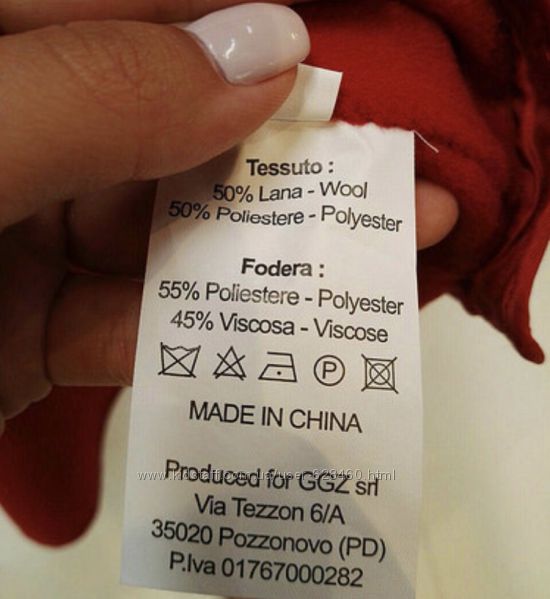 Tessuto :
50% Lana - Wool
50% Poliestere - Polyester
Fodera :
55% Poliestere - Polyester
45% Viscosa - Viscose
P
MADE IN CHINA
Produced for GGZ srl
Via Tezzon 6/A
35020 Pozzonovo (PD)
P.Iva 01767000282